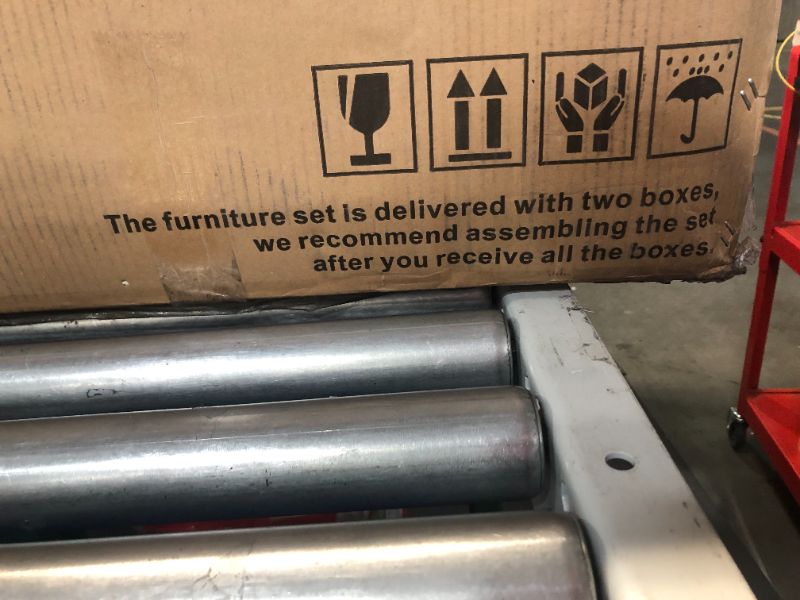 The furniture set is delivered with two boxes,
we recommend assembling the set
after you receive all the boxes.